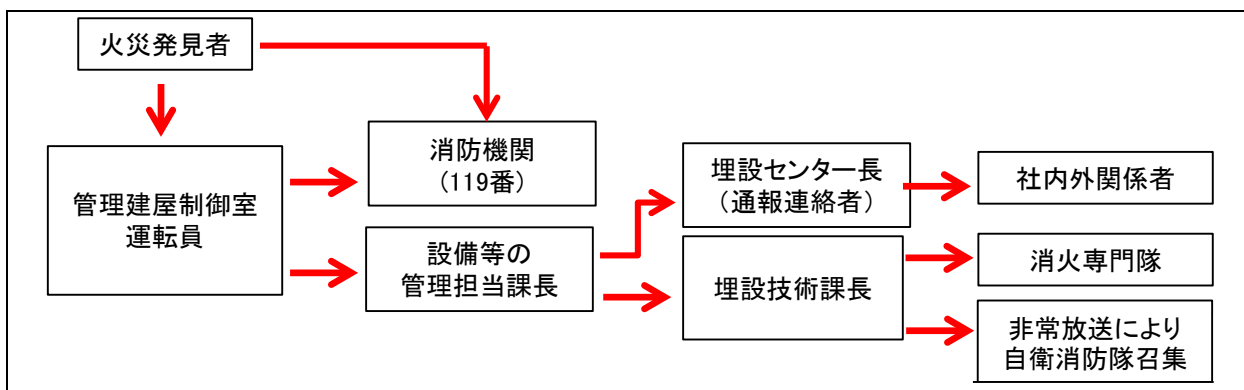 火災発見者
管理建屋制御室
運転員
消防機関
(119番)
設備等の
管理担当課長
埋設センター長
（通報連絡者）
埋設技術課長
社内外関係者
消火専門隊
非常放送により
自衛消防隊召集